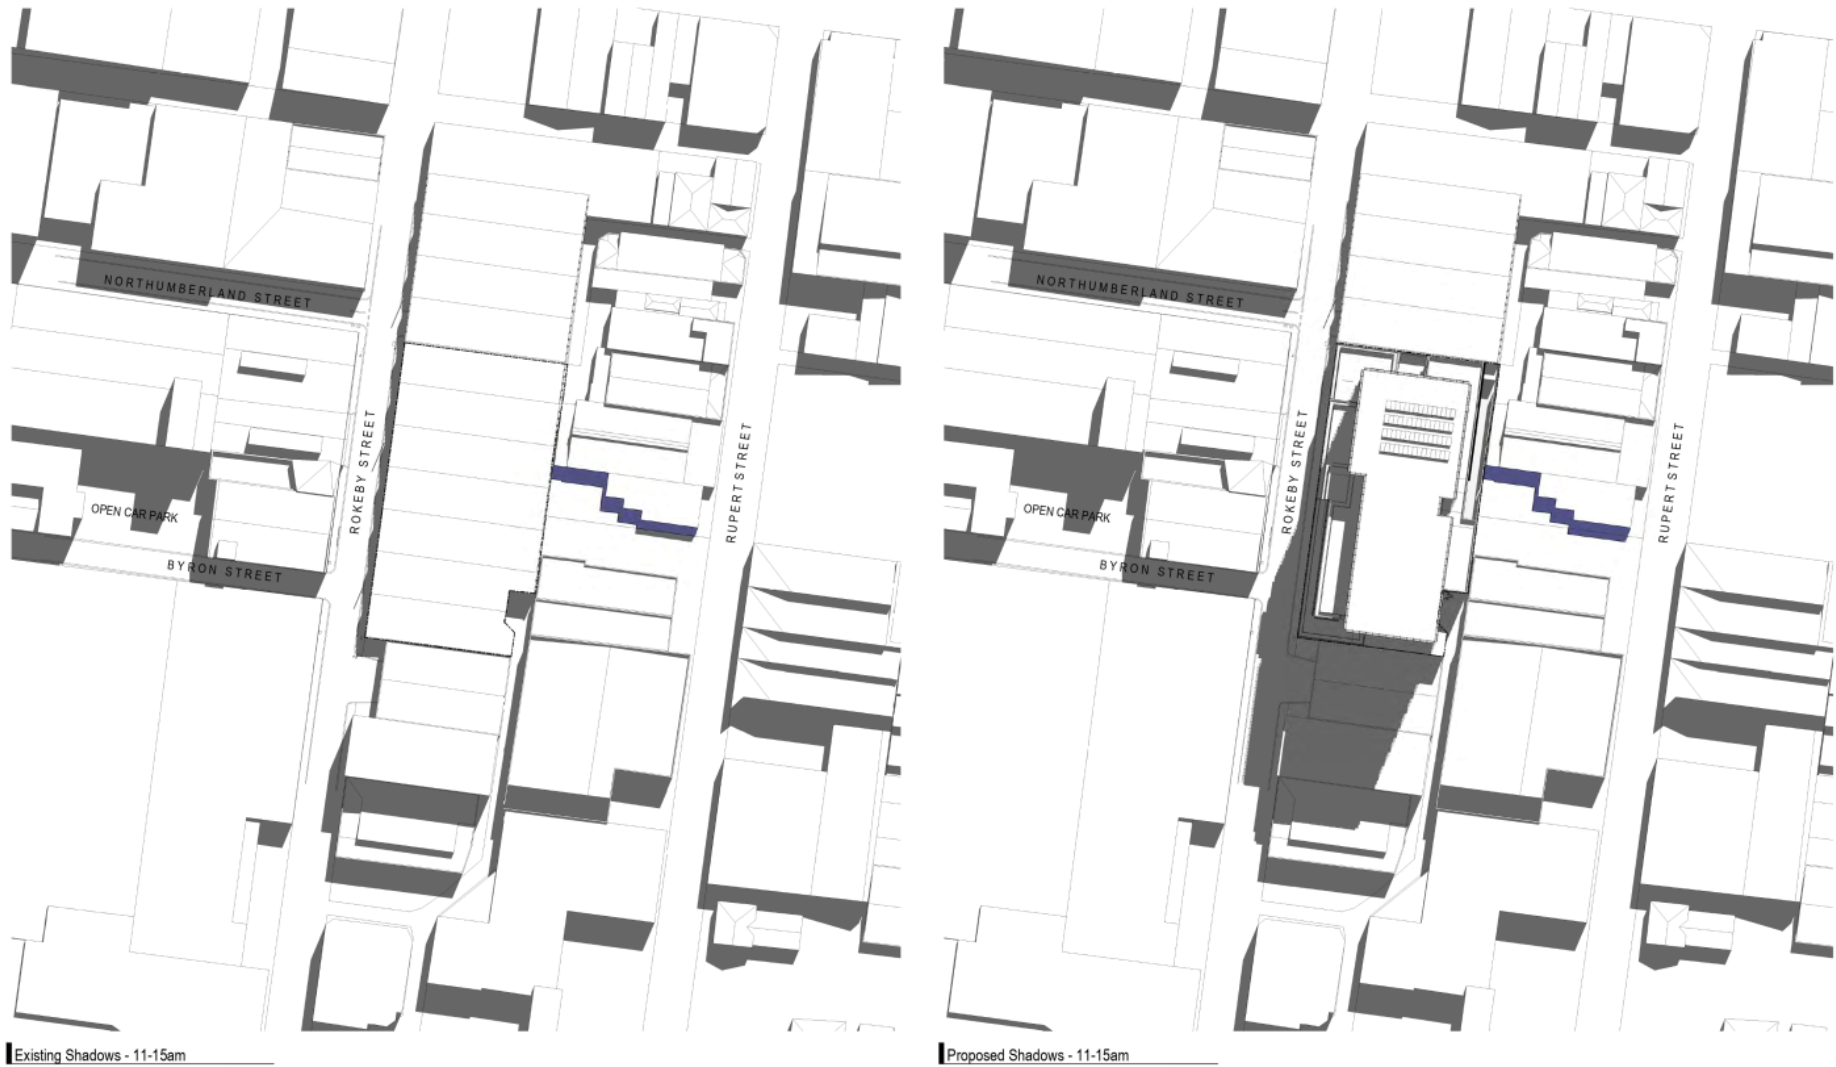 NORTHUMBERLAND STREET
ROKEBY STREET
RUPERT STREET
OPEN CAR PARK
BYRON STREET
Existing Shadows - 11-15am
NORTHUMBERLAND STREET
ROKEBY STREET
RUPERT STREET
OPEN CAR PARK
BYRON STREET
Proposed Shadows - 11-15am